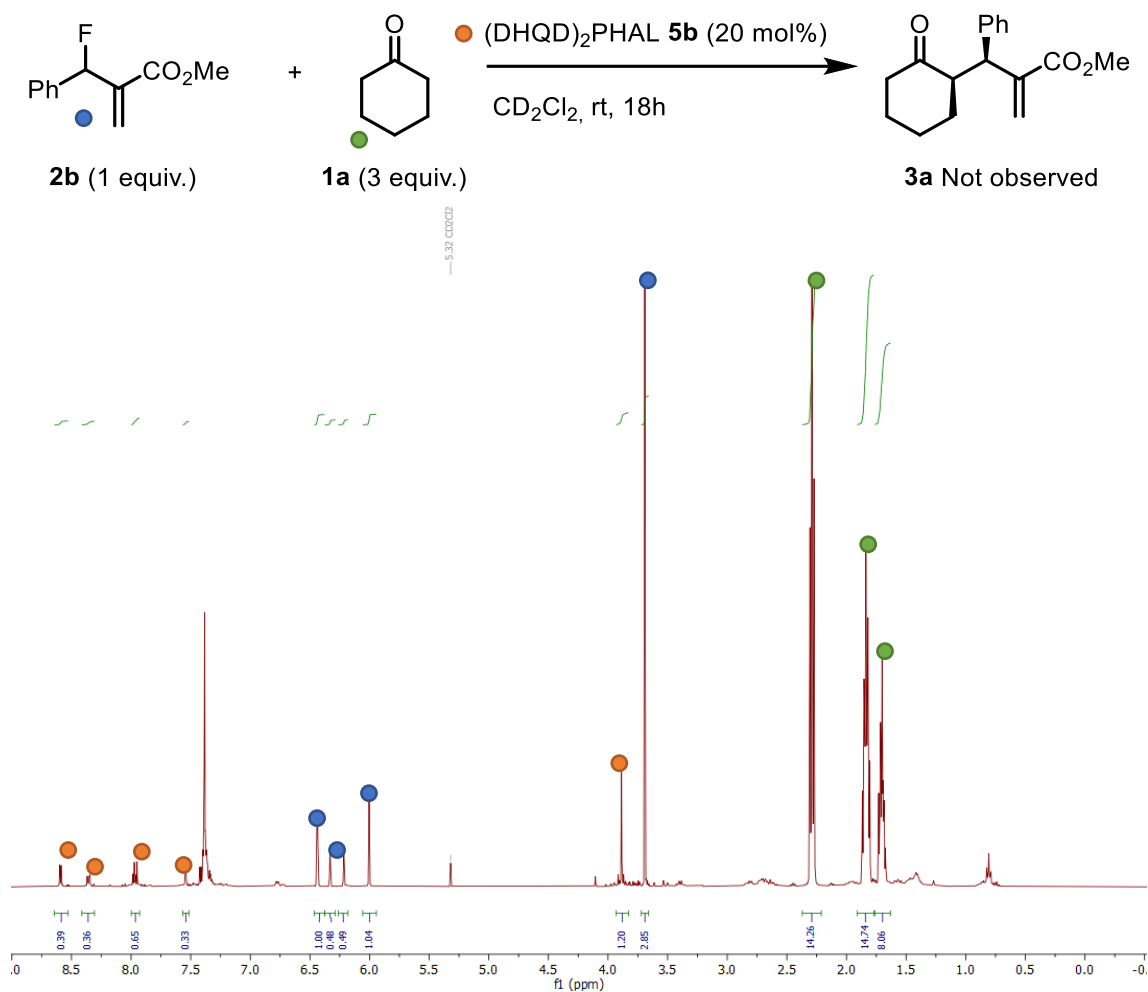 F
Ph
CO2Me
2b (1 equiv.)
+
O
1a (3 equiv.)
(DHQD)2PHAL 5b (20 mol%)
CD2Cl2, rt, 18h
O
Ph
CO2Me
3a Not observed
5.32 CD2Cl2
0.39 0.36 0.65 0.33 1.00 0.48 0.49 1.04 1.20 2.85 14.26 14.74 8.06
.0 8.5 8.0 7.5 7.0 6.5 6.0 5.5 5.0 4.5 4.0 3.5 3.0 2.5 2.0 1.5 1.0 0.5 0.0 -0.
f1 (ppm)